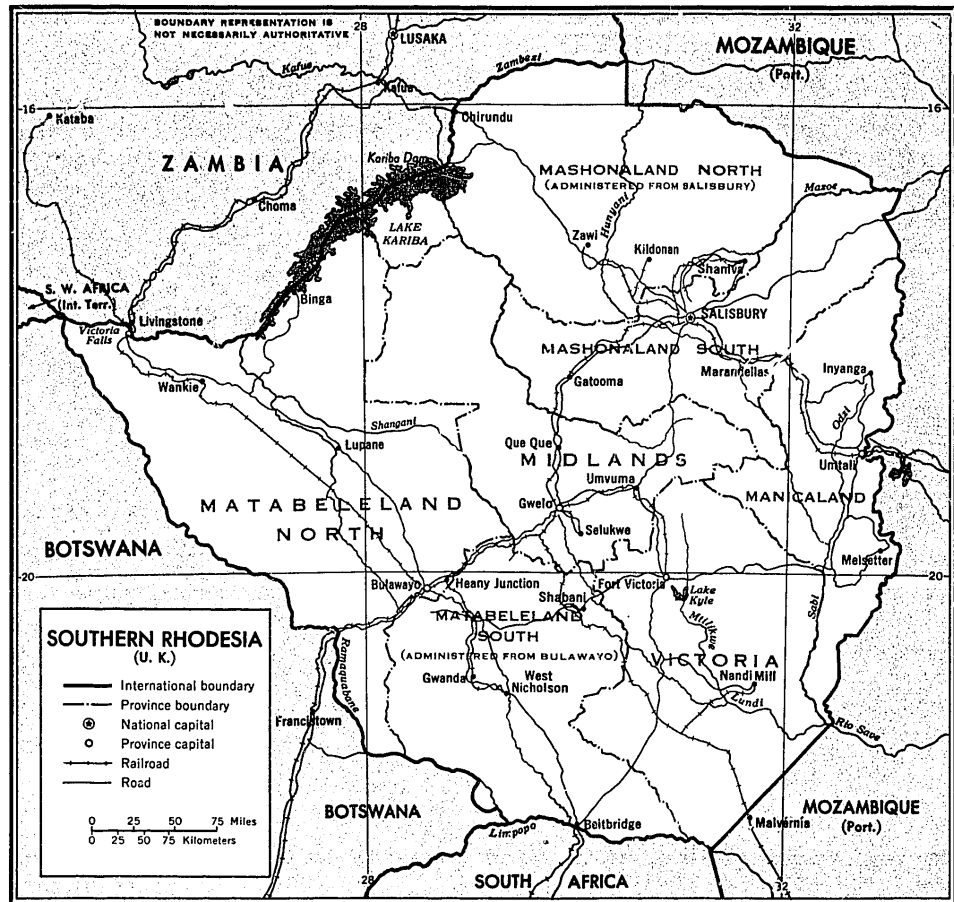 BOUNDARY REPRESENTATION IS
NOT NECESSARILY AUTHORITATIVE
28
32
LUSAKA
MOZAMBIQUE
(Port.)
Kafue
Zambezi
Kafue
16
16
Kataba
Chirundu
ZAMBIA
Kariba Dam
MASHONALAND NORTH
(ADMINISTERED FROM SALISBURY)
Mazoe
Choma
Hunyani
LAKE
KARIBA
Zawi
Kildonan
Shamva
S. W. AFRICA
(Int. Terr.)
Binga
SALISBURY
Livingstone
Victoria
Falls
MASHONALAND SOUTH
Marandellas
Inyanga
Wankie
Gatooma
Shangani
Odzi
Lupane
Que Que
MIDLANDS
Umtali
Umvuma
MATABELELAND
NORTH
Gwelo
MANICALAND
Selukwe
BOTSWANA
Melsetter
20
20
Bulawayo
Heany Junction
Fort Victoria
Shabani
Lake
Kyle
MATABELELAND
SOUTH
(ADMINISTERED FROM BULAWAYO)
Mtilikwe
Sabi
VICTORIA
SOUTHERN RHODESIA
(U. K.)
International boundary
Province boundary
National capital
Province capital
Railroad
Road
0 25 50 75 Miles
0 25 50 75 Kilometers
Ramaquabane
Gwanda
West
Nicholson
Nandi Mill
Lundi
Francistown
Rio Save
BOTSWANA
MOZAMBIQUE
(Port.)
Malvérnia
Beitbridge
Limpopo
28
SOUTH AFRICA
32